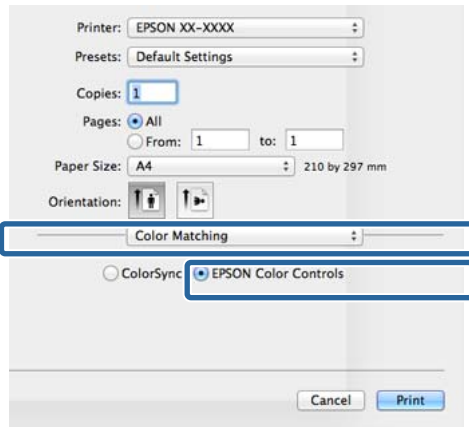 Printer: EPSON XX-XXXX
Presets: Default Settings
Copies: 1
Pages: All
From: 1 to: 1
Paper Size: A4 210 by 297 mm
Orientation:
Color Matching
ColorSync EPSON Color Controls
Cancel Print